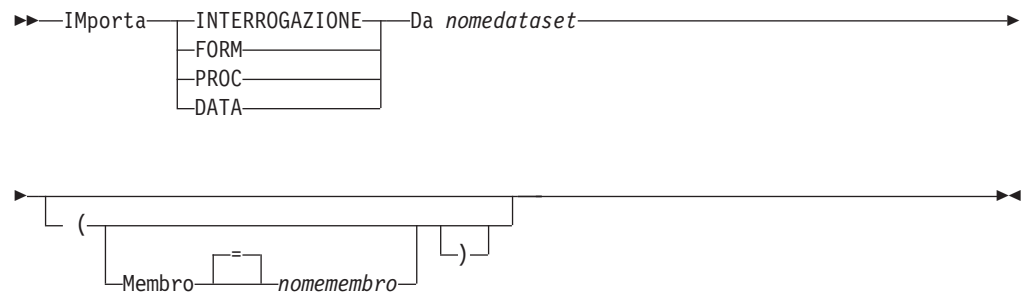 IMporta INTERROGAZIONE Da nomedataset
FORM
PROC
DATA
(
)
=
Membro nomemembro